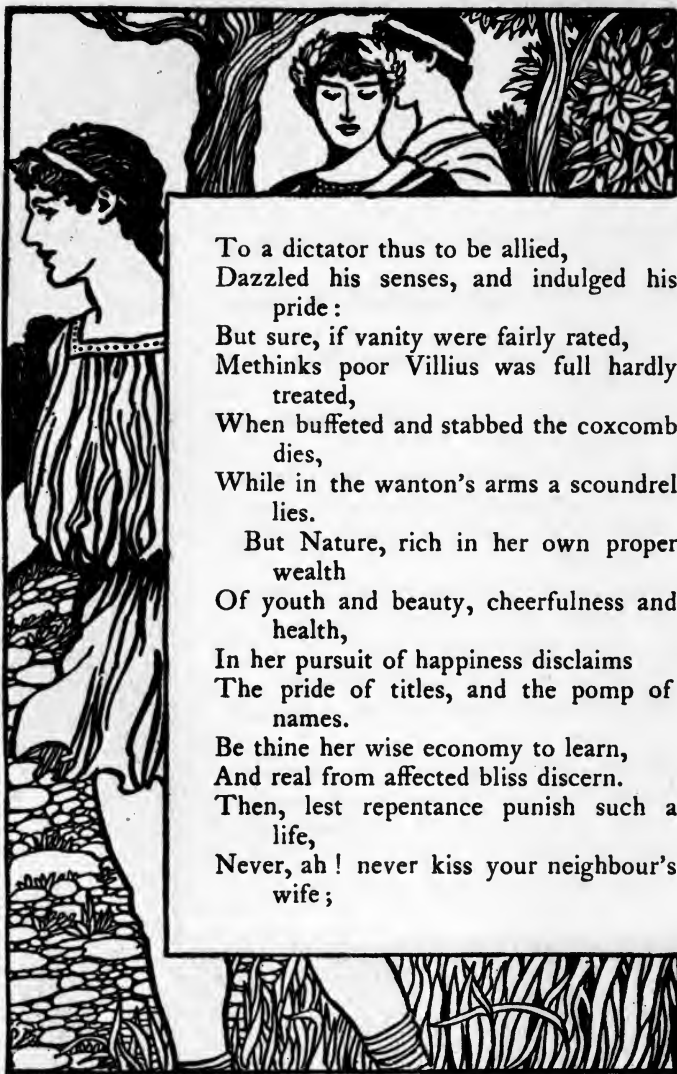 To a dictator thus to be allied,
Dazzled his senses, and indulged his
pride :
But sure, if vanity were fairly rated,
Methinks poor Villius was full hardly
treated,
When buffeted and stabbed the coxcomb
dies,
While in the wanton's arms a scoundrel
lies.
But Nature, rich in her own proper
wealth
Of youth and beauty, cheerfulness and
health,
In her pursuit of happiness disclaims
The pride of titles, and the pomp of
names.
Be thine her wise economy to learn,
And real from affected bliss discern.
Then, lest repentance punish such a
life,
Never, ah ! never kiss your neighbour's
wife ;